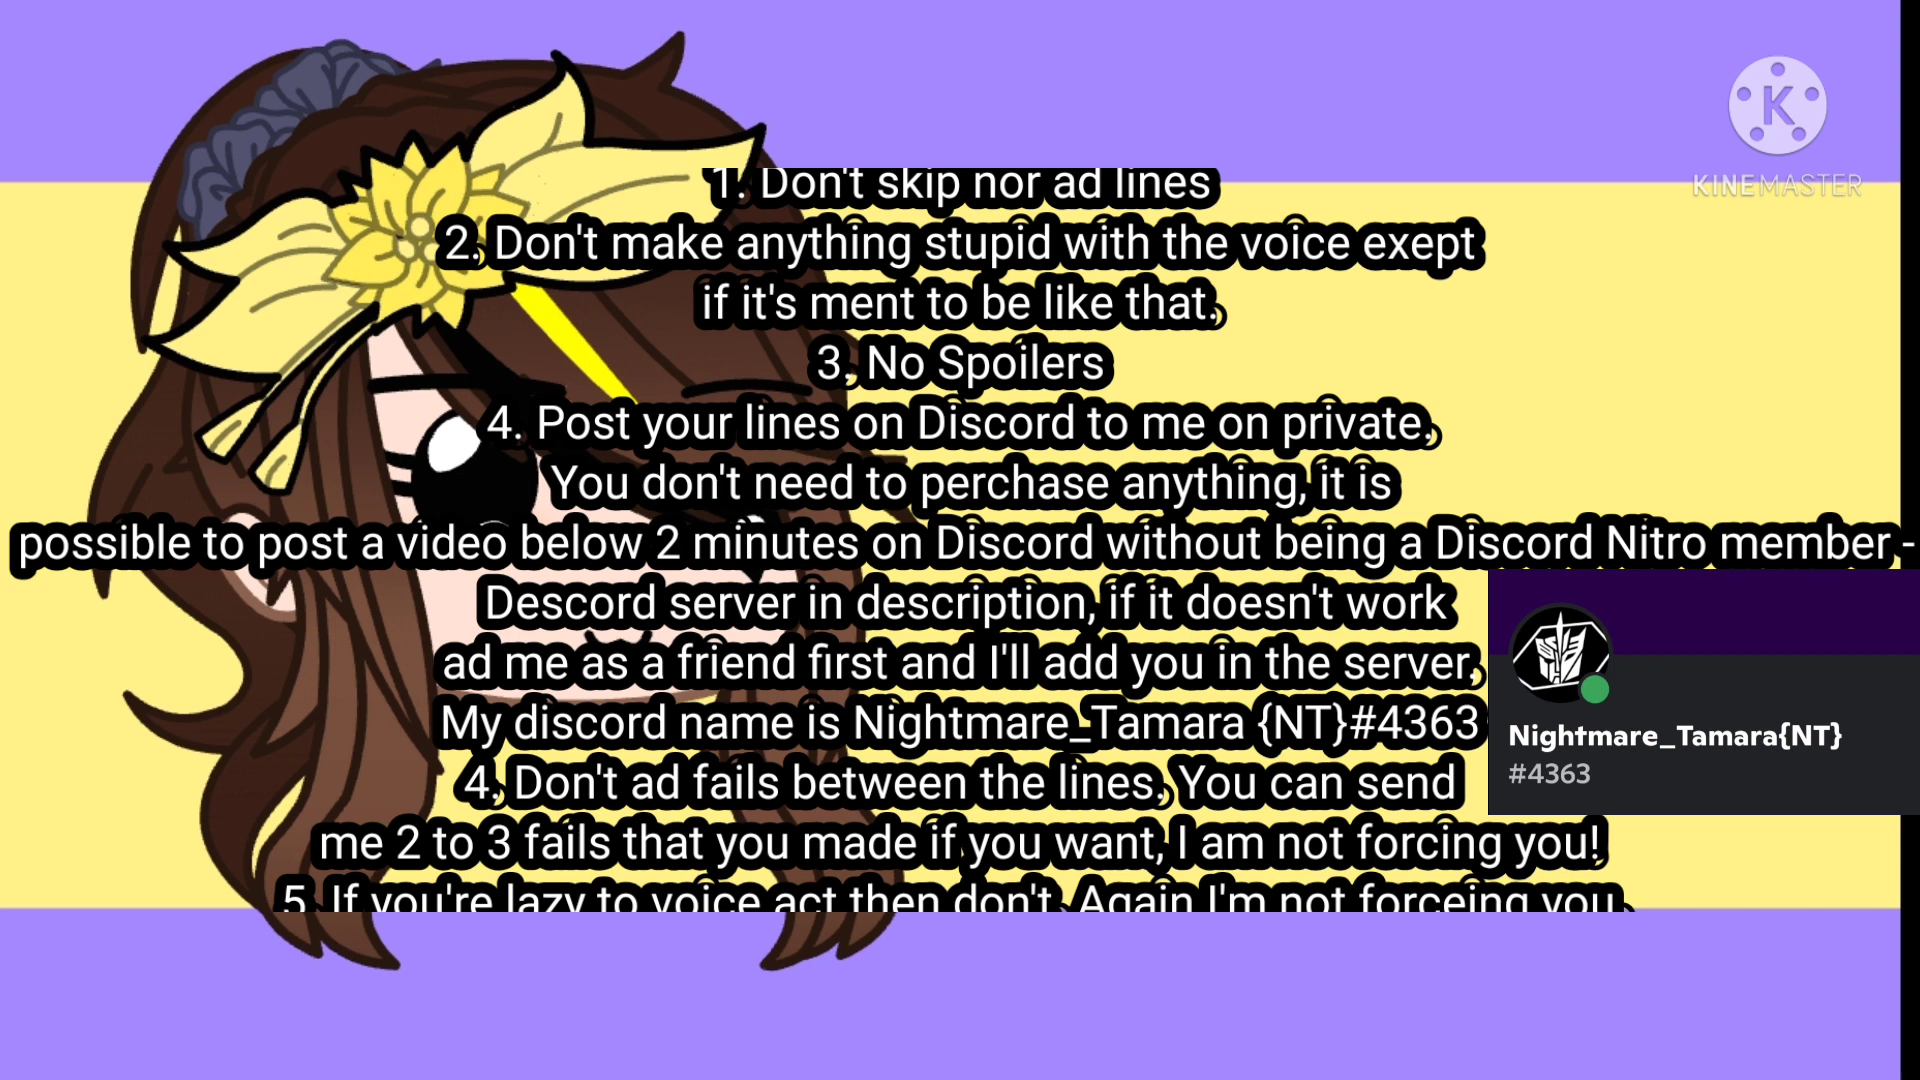 K
KINEMASTER
1. Don't skip nor ad lines
2. Don't make anything stupid with the voice exept
if it's ment to be like that.
3. No Spoilers
4. Post your lines on Discord to me on private.
You don't need to perchase anything, it is
possible to post a video below 2 minutes on Discord without being a Discord Nitro member -
Descord server in description, if it doesn't work
ad me as a friend first and I'll add you in the server.
My discord name is Nightmare_Tamara {NT}#4363
Nightmare_Tamara{NT}
#4363
4. Don't ad fails between the lines. You can send
me 2 to 3 fails that you made if you want, I am not forcing you!
5. If you're lazy to voice act then don't. Again I'm not forceing you.